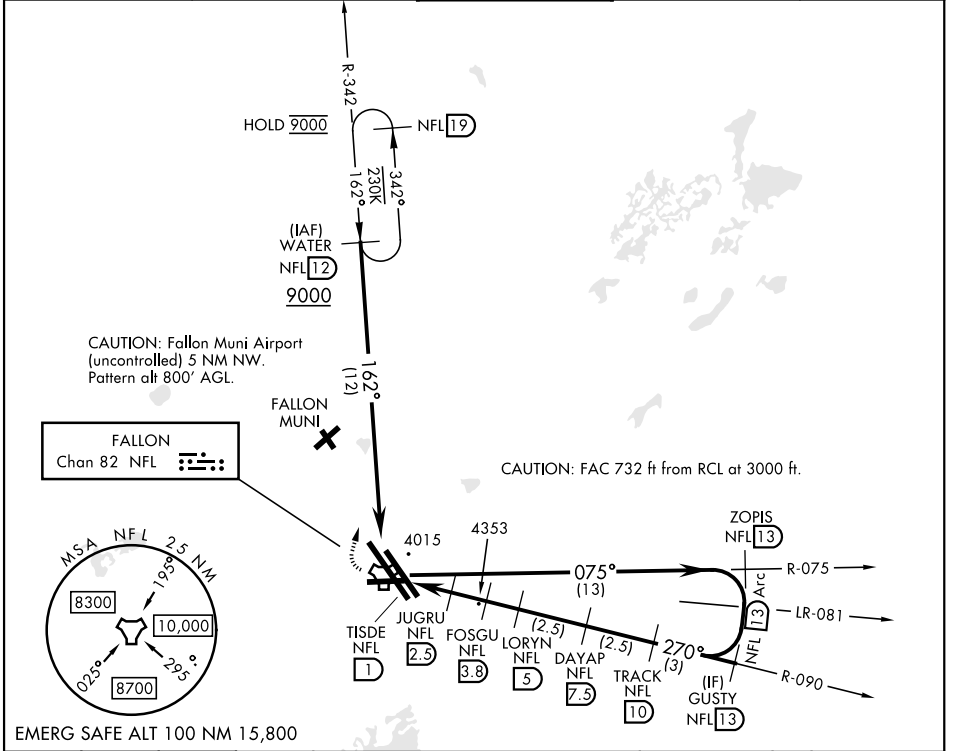 R-342
HOLD 9000
NFL 19
162°
230K
342°
(IAF)
WATER
NFL 12
9000
CAUTION: Fallon Muni Airport
(uncontrolled) 5 NM NW.
Pattern alt 800' AGL.
162°
(12)
FALLON
MUNI
FALLON
Chan 82 NFL
CAUTION: FAC 732 ft from RCL at 3000 ft.
4015
4353
ZOPIS
NFL 13
075°
(13)
R-075
NFL 13 Arc
LR-081
TISDE
NFL
1
JUGRU
NFL
2.5
FOSGU
NFL
3.8
LORYN
NFL
5
(2.5)
DAYAP
NFL
7.5
(2.5)
TRACK
NFL
10
270°
(3)
(IF)
GUSTY
NFL 13
R-090
MSA NFL 25 NM
195°
8300
10,000
025°
295°
8700
EMERG SAFE ALT 100 NM 15,800